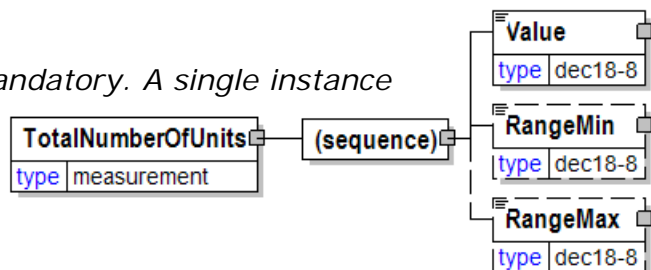 Value
type dec18-8
andatory. A single instance
RangeMin
TotalNumberOfUnits
(sequence)
type dec18-8
type measurement
RangeMax
type dec18-8